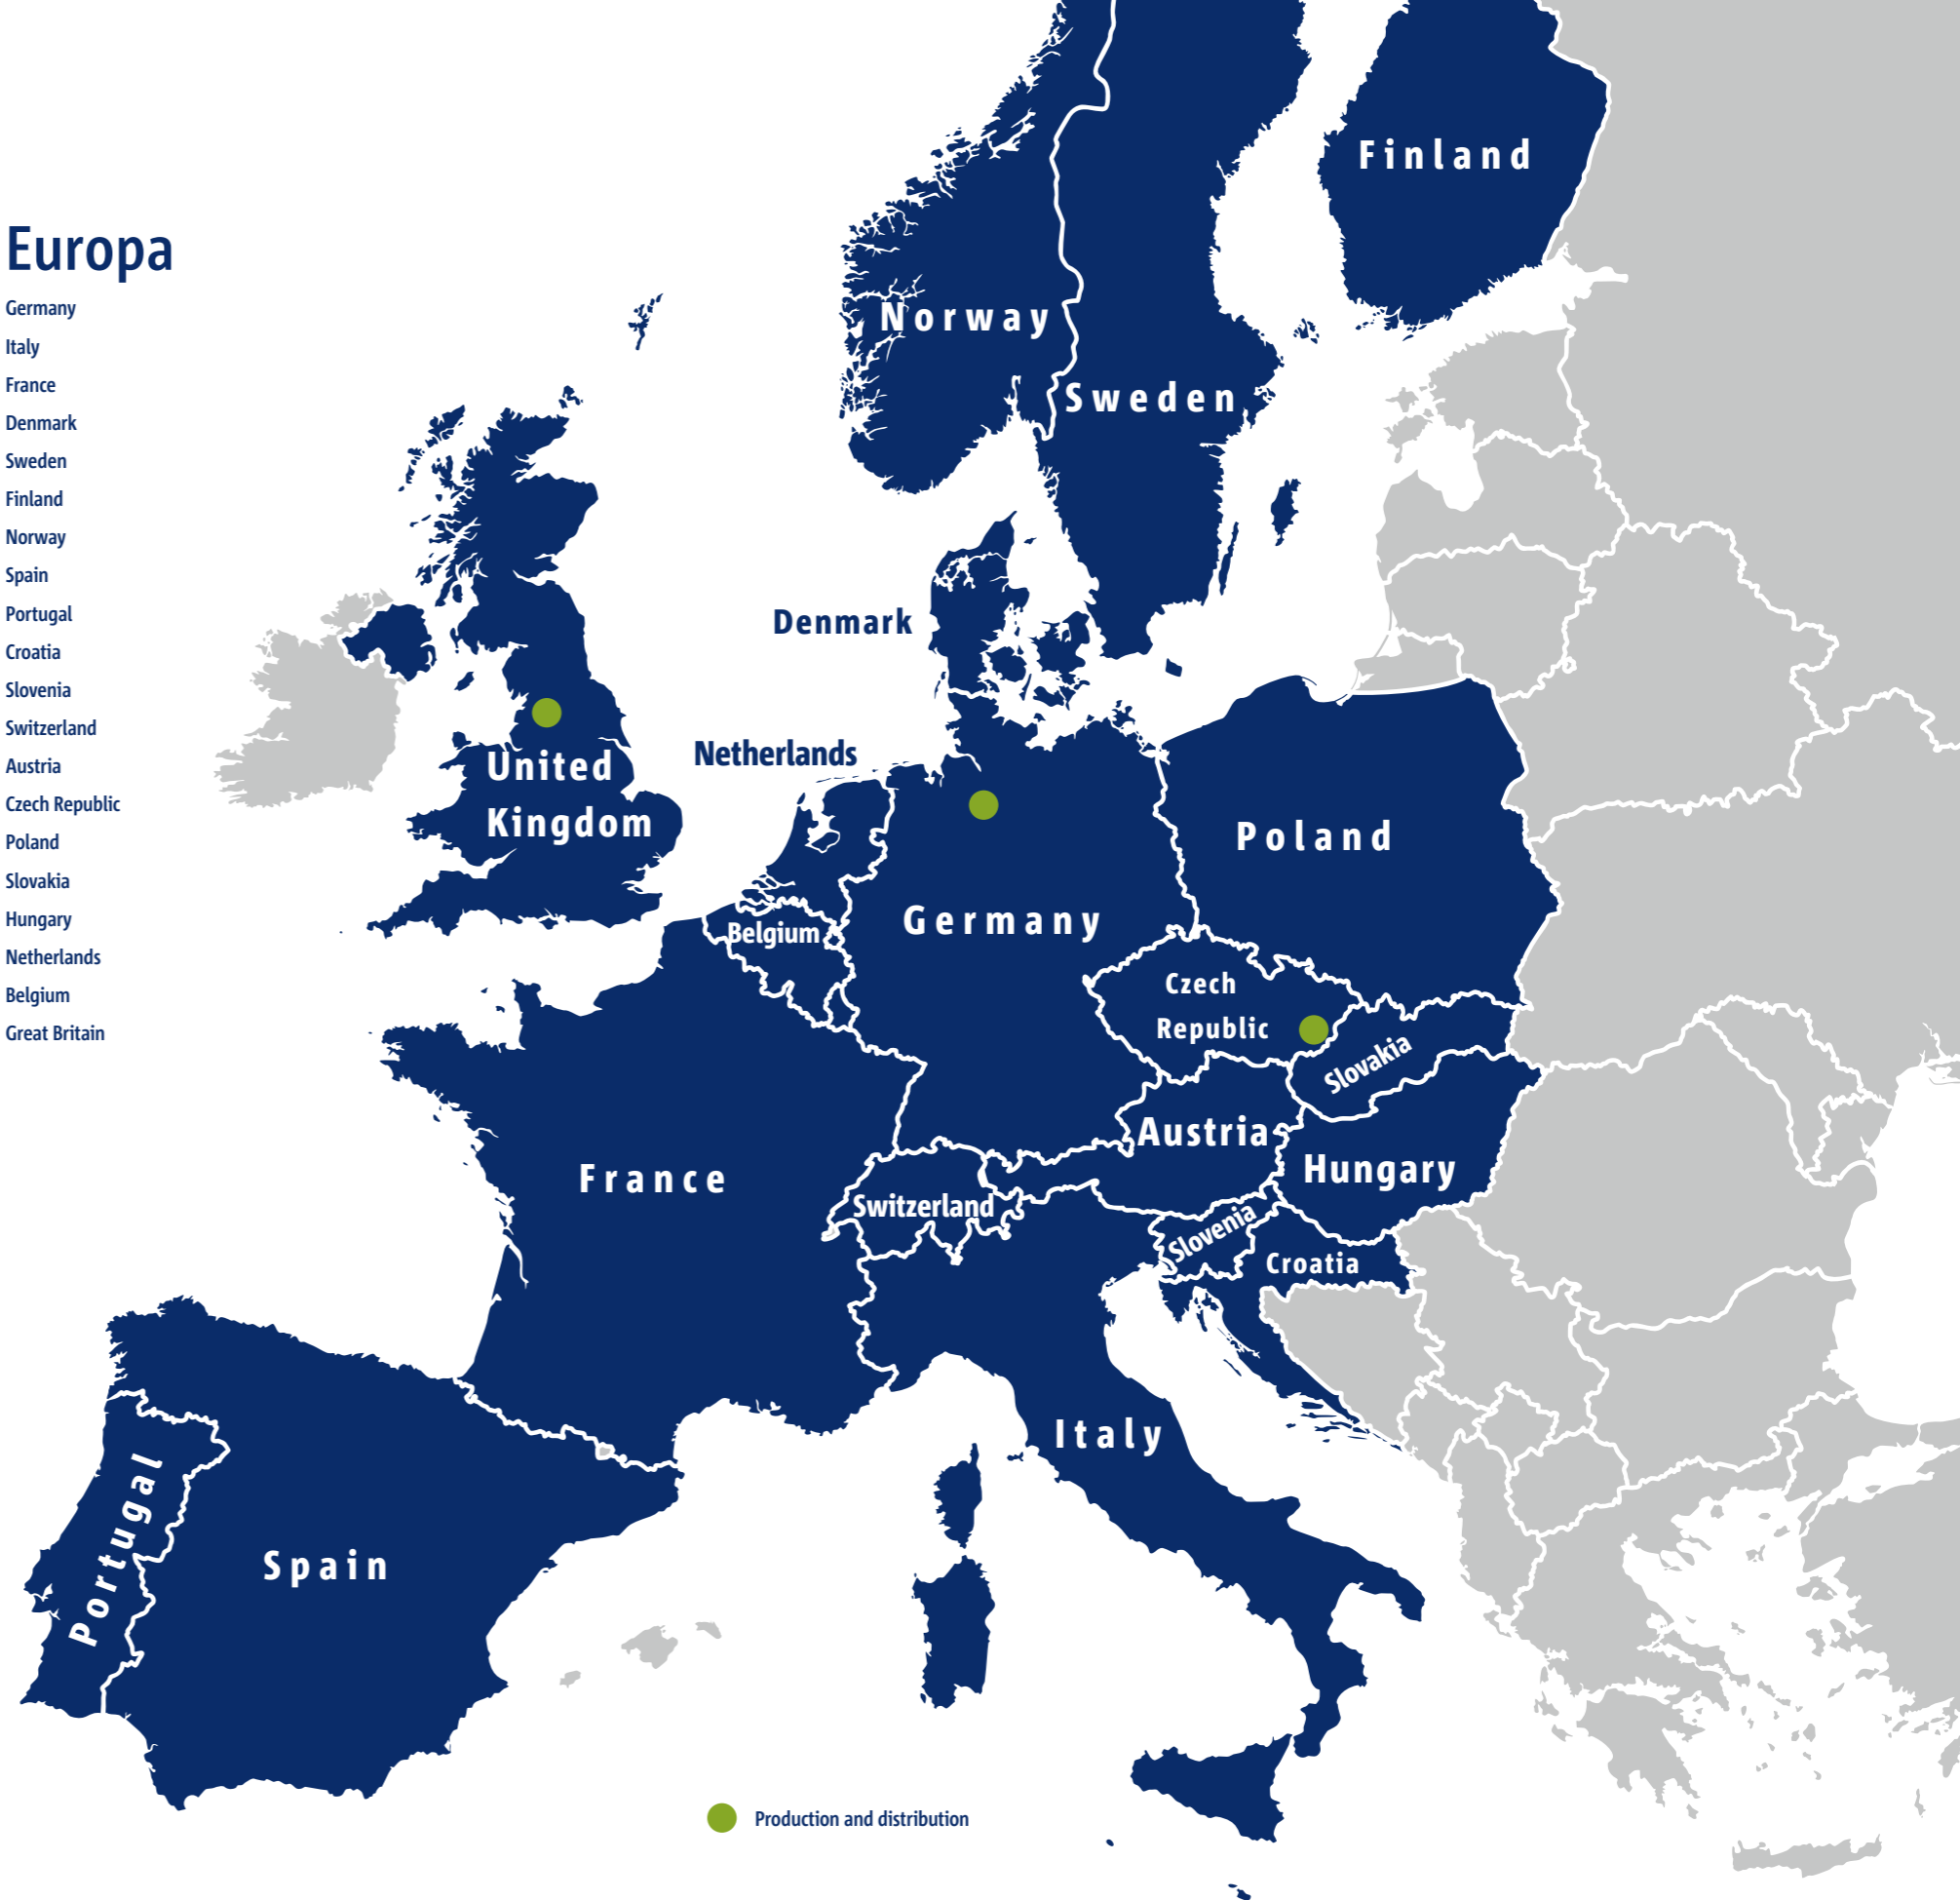 Europa
Germany
Italy
France
Denmark
Sweden
Finland
Norway
Spain
Portugal
Croatia
Slovenia
Switzerland
Austria
Czech Republic
Poland
Slovakia
Hungary
Netherlands
Belgium
Great Britain
Finland
Norway
Sweden
Denmark
Netherlands
United
Kingdom
Poland
Germany
Belgium
Czech
Republic
Slovakia
Austria
Hungary
France
Switzerland
Slovenia
Croatia
Italy
Portugal
Spain
Production and distribution